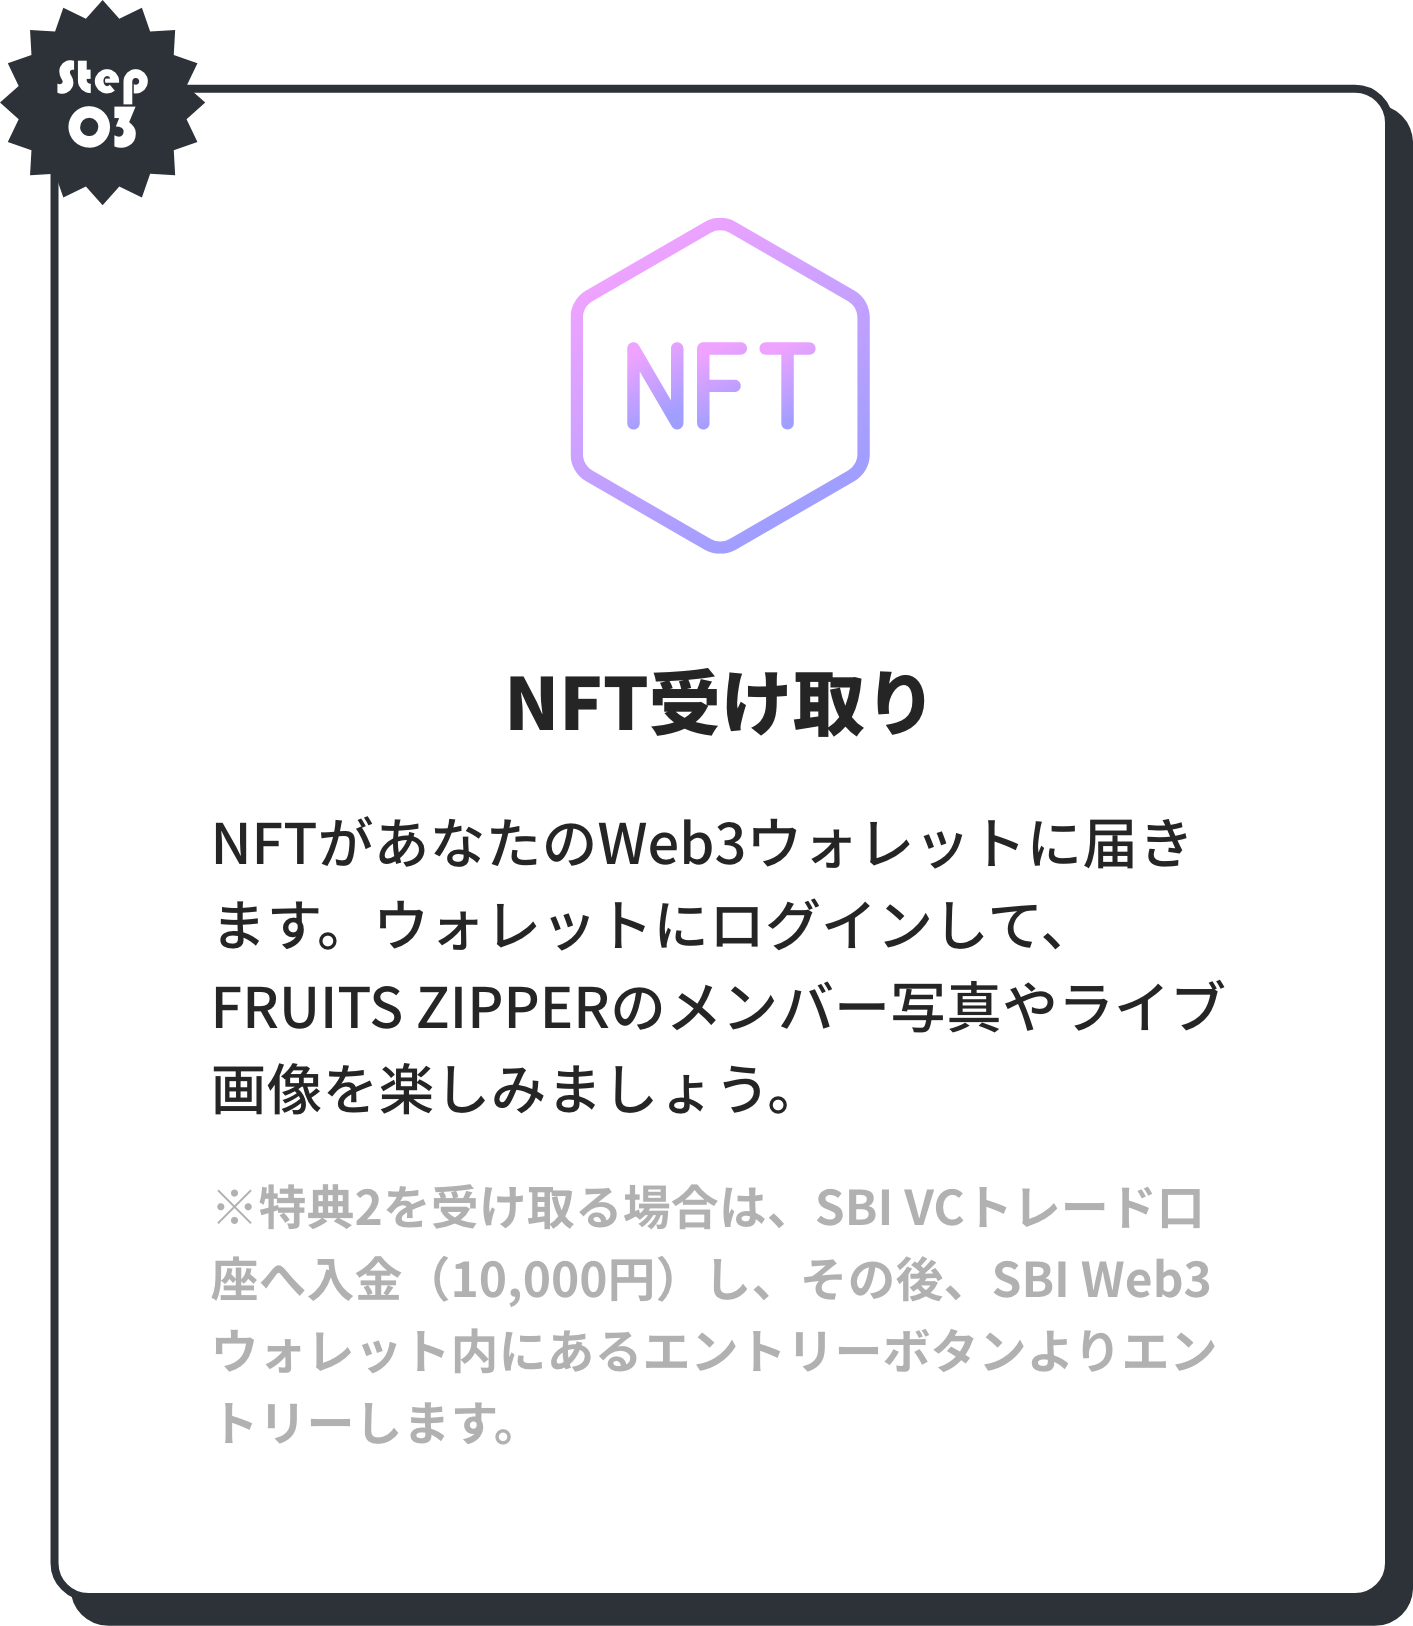 Step
03
NFT
NFT受け取り
NFTがあなたのWeb3ウォレットに届き
ます。ウォレットにログインして、
FRUITS ZIPPERのメンバー写真やライブ
画像を楽しみましょう。
※特典2を受け取る場合は、SBI VCトレード口
座へ入金（10,000円）し、その後、SBI Web3
ウォレット内にあるエントリーボタンよりエン
トリーします。